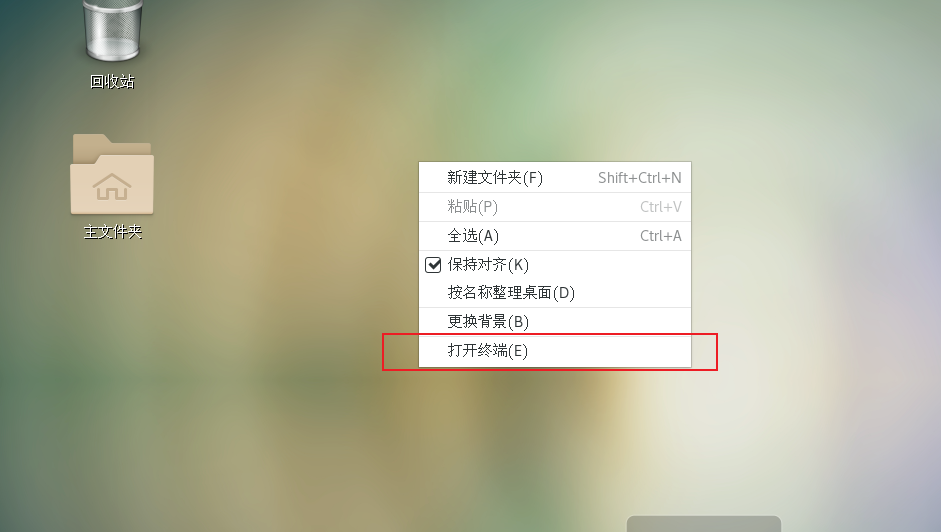 回收站
主文件夹
新建文件夹(F) Shift+Ctrl+N
粘贴(P) Ctrl+V
全选(A) Ctrl+A
保持对齐(K)
按名称整理桌面(D)
更换背景(B)
打开终端(E)